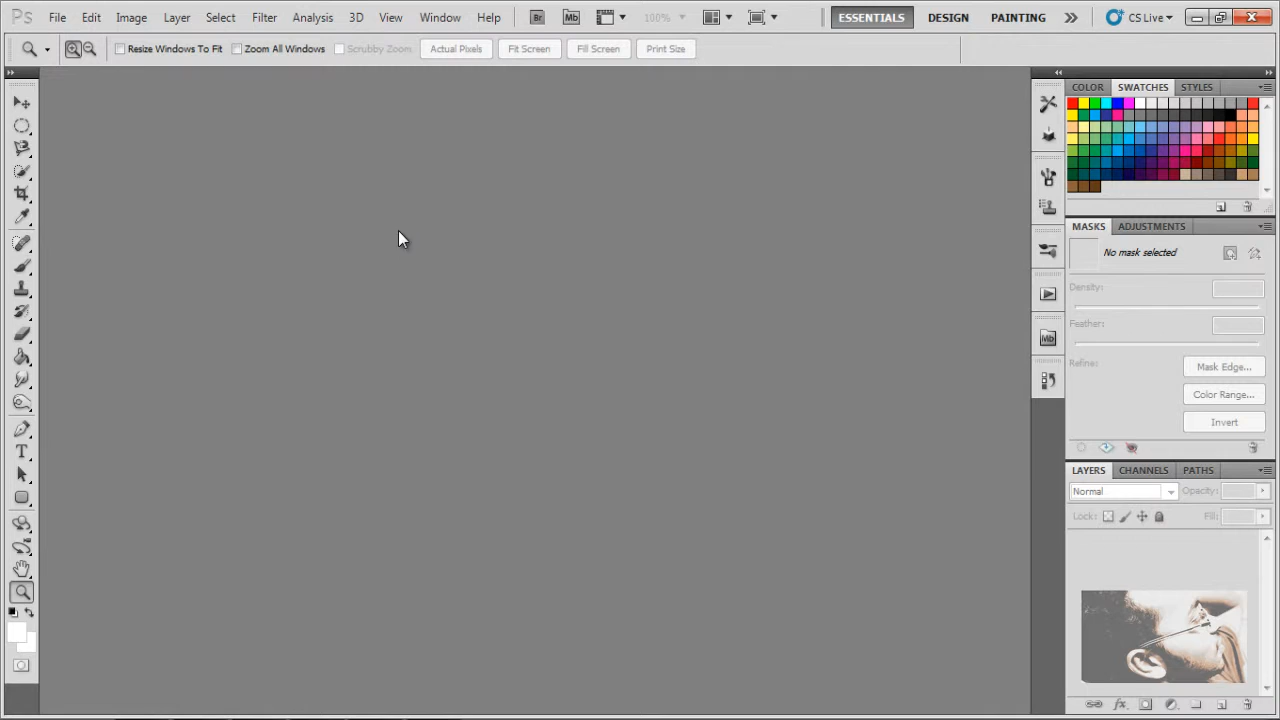 Ps File Edit Image Layer Select Filter Analysis 3D View Window Help Br Mb 100% ESSENTIALS DESIGN PAINTING CS Live
Resize Windows To Fit Zoom All Windows Scrubby Zoom Actual Pixels Fit Screen Fill Screen Print Size
COLOR SWATCHES STYLES
MASKS ADJUSTMENTS
No mask selected
Density:
Feather:
Mb
Refine: Mask Edge...
Color Range...
Invert
LAYERS CHANNELS PATHS
Normal Opacity:
Lock: Fill:
T
fx